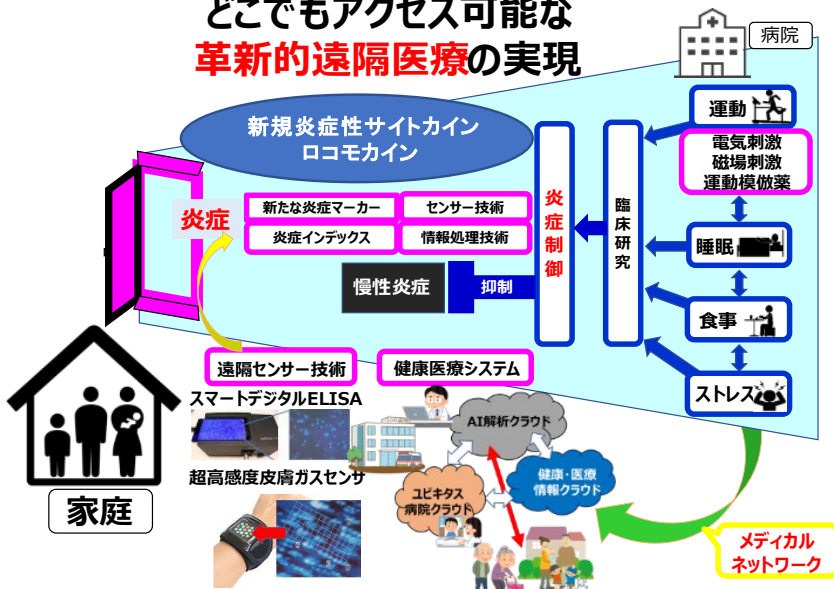 どこでもアクセス可能な
革新的遠隔医療の実現
病院
新規炎症性サイトカイン
ロコモカイン
運動
電気刺激
磁場刺激
運動模倣薬
炎症
新たな炎症マーカー
センサー技術
炎症インデックス
情報処理技術
炎症制御
臨床研究
睡眠
慢性炎症
抑制
食事
ストレス
遠隔センサー技術
健康医療システム
スマートデジタルELISA
AI解析クラウド
超高感度皮膚ガスセンサ
健康・医療
情報クラウド
ユビキタス
病院クラウド
家庭
メディカル
ネットワーク